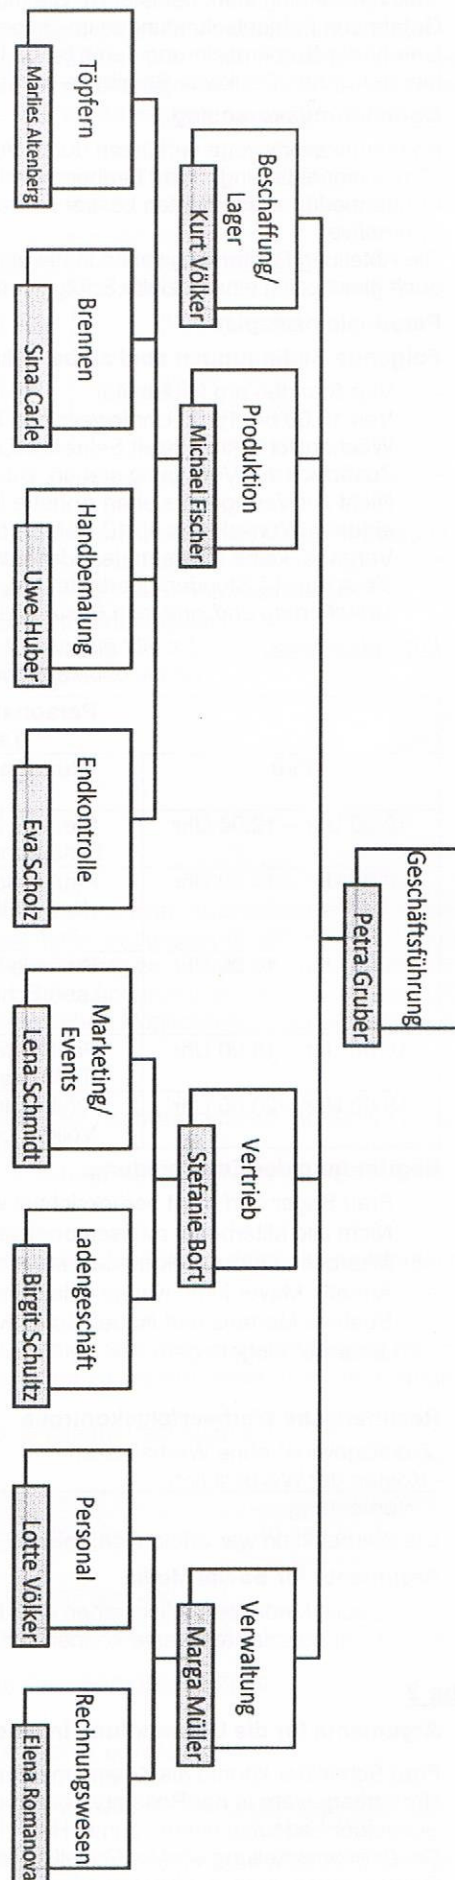 Geschäftsführung
Petra Gruber
Beschaffung/
Lager
Kurt Völker
Produktion
Michael Fischer
Vertrieb
Stefanie Bort
Verwaltung
Marga Müller
Töpfern
Marlies Altenberg
Brennen
Sina Carle
Handbemalung
Uwe Huber
Endkontrolle
Eva Scholz
Marketing/
Events
Lena Schmidt
Ladengeschäft
Birgit Schultz
Personal
Lotte Völker
Rechnungswesen
Elena Romanova